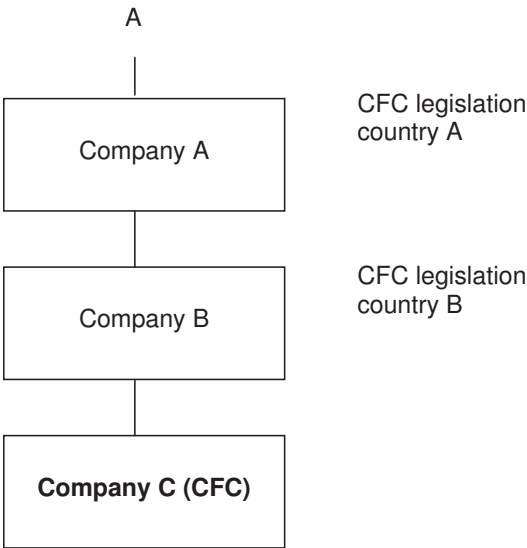 A
Company A
CFC legislation
country A
Company B
CFC legislation
country B
Company C (CFC)